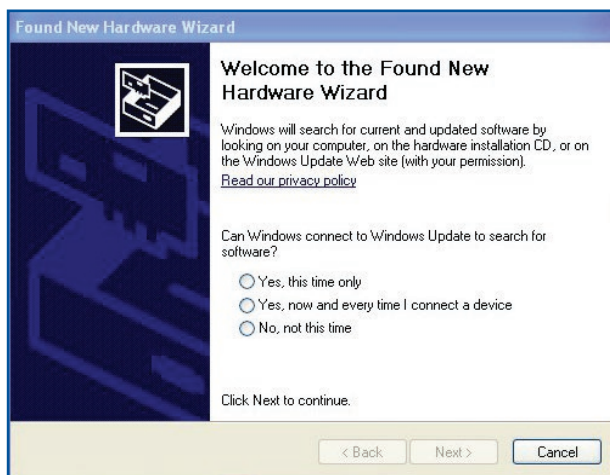 Found New Hardware Wizard
Welcome to the Found New
Hardware Wizard
Windows will search for current and updated software by
looking on your computer, on the hardware installation CD, or on
the Windows Update Web site (with your permission).
Read our privacy policy
Can Windows connect to Windows Update to search for
software?
Yes, this time only
Yes, now and every time I connect a device
No, not this time
Click Next to continue.
< Back
Next >
Cancel